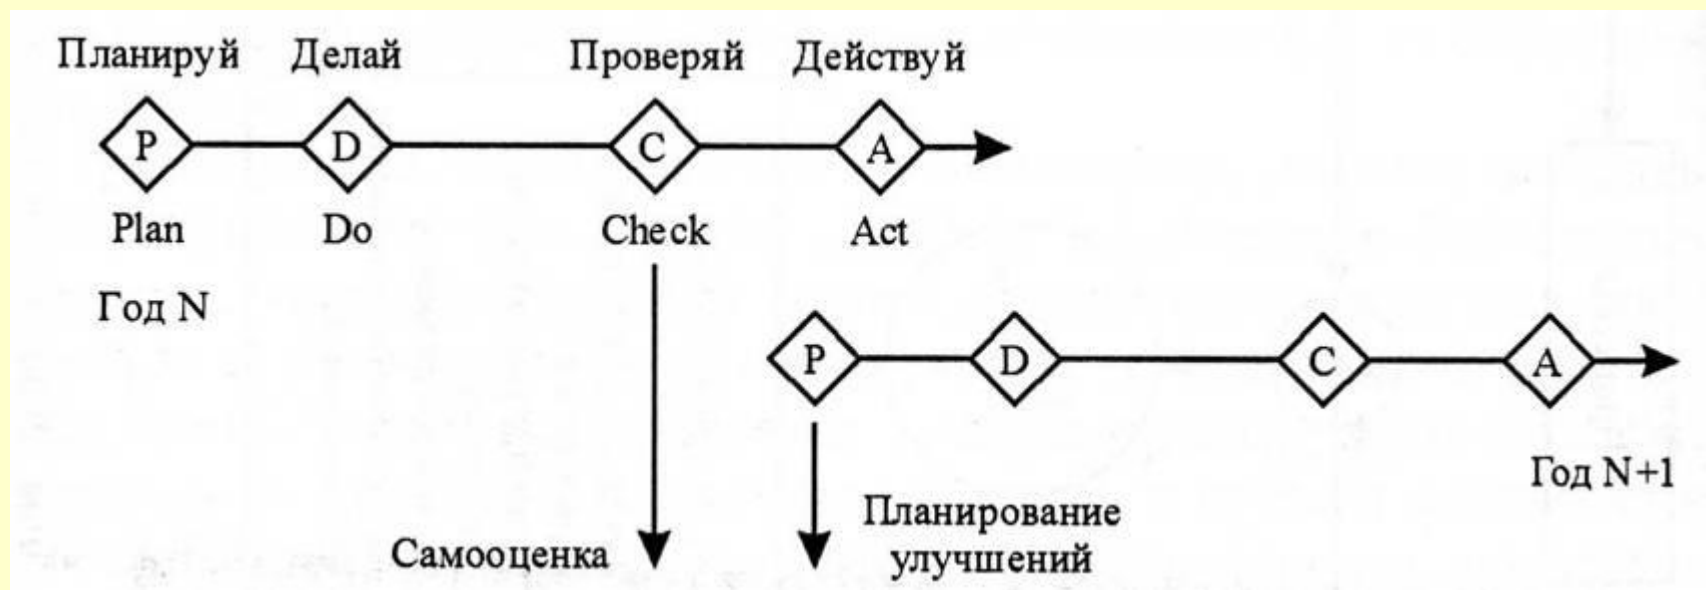 Планируй Делай Проверяй Действуй
P D C A
Plan Do Check Act
Год N
P D C A
Год N+1
Планирование
улучшений
Самооценка